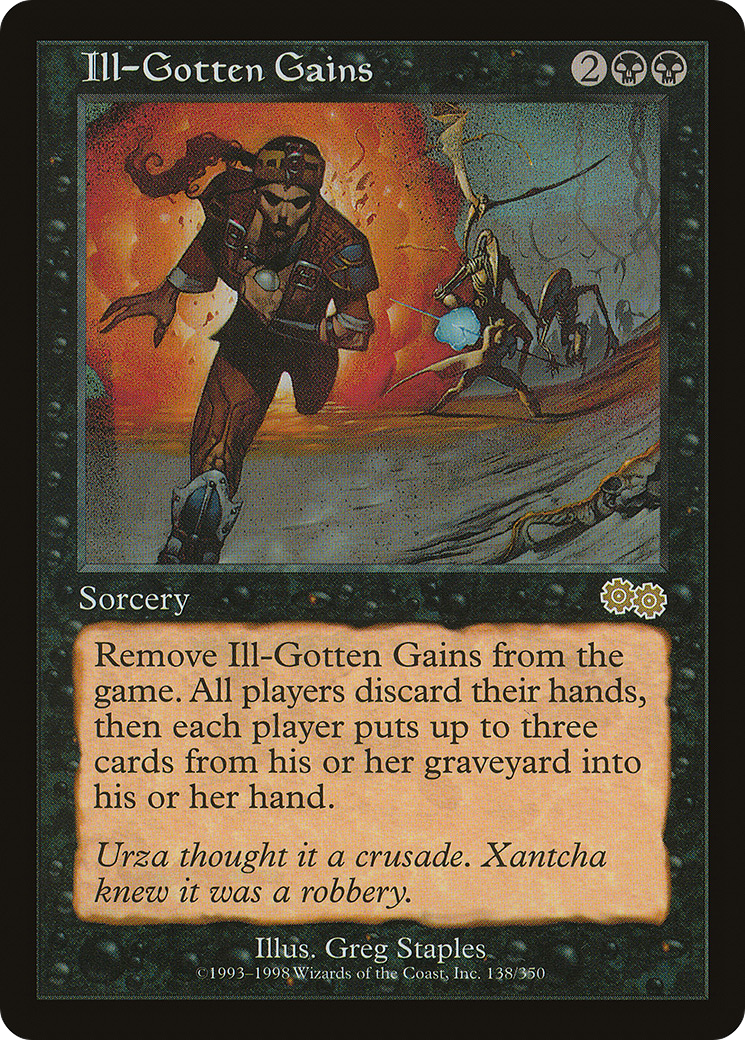 Ill-Gotten Gains
2
Sorcery
Remove Ill-Gotten Gains from the
game. All players discard their hands,
then each player puts up to three
cards from his or her graveyard into
his or her hand.
Urza thought it a crusade. Xantcha
knew it was a robbery.
Illus. Greg Staples
©1993–1998 Wizards of the Coast, Inc. 138/350